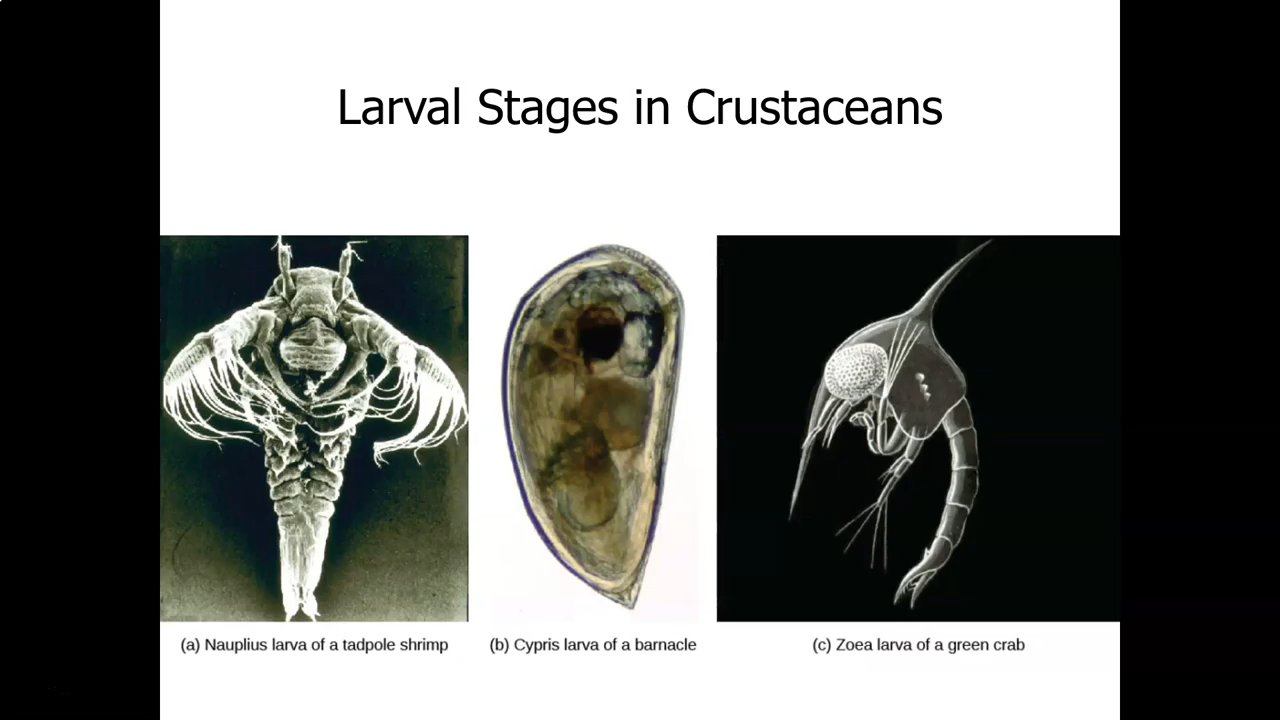 Larval Stages in Crustaceans
(a) Nauplius larva of a tadpole shrimp
(b) Cypris larva of a barnacle
(c) Zoea larva of a green crab